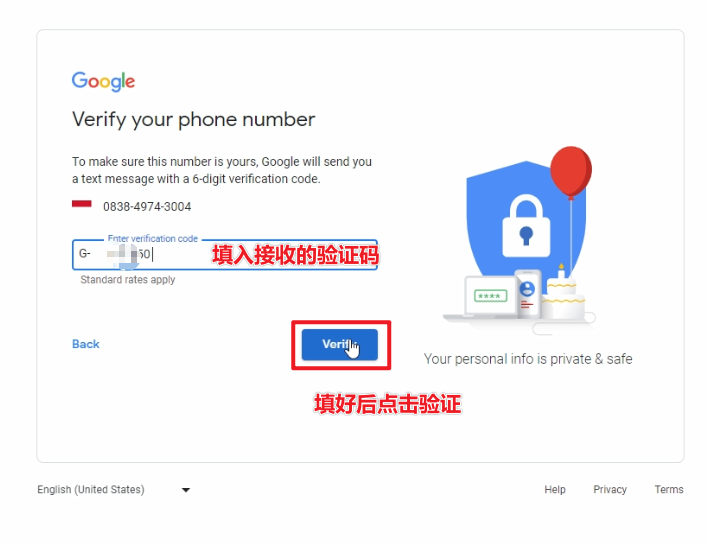 Google
Verify your phone number
To make sure this number is yours, Google will send you
a text message with a 6-digit verification code.
0838-4974-3004
Enter verification code
G-
50
填入接收的验证码
Standard rates apply
Back
Verify
填好后点击验证
****
Your personal info is private & safe
English (United States)
Help
Privacy
Terms